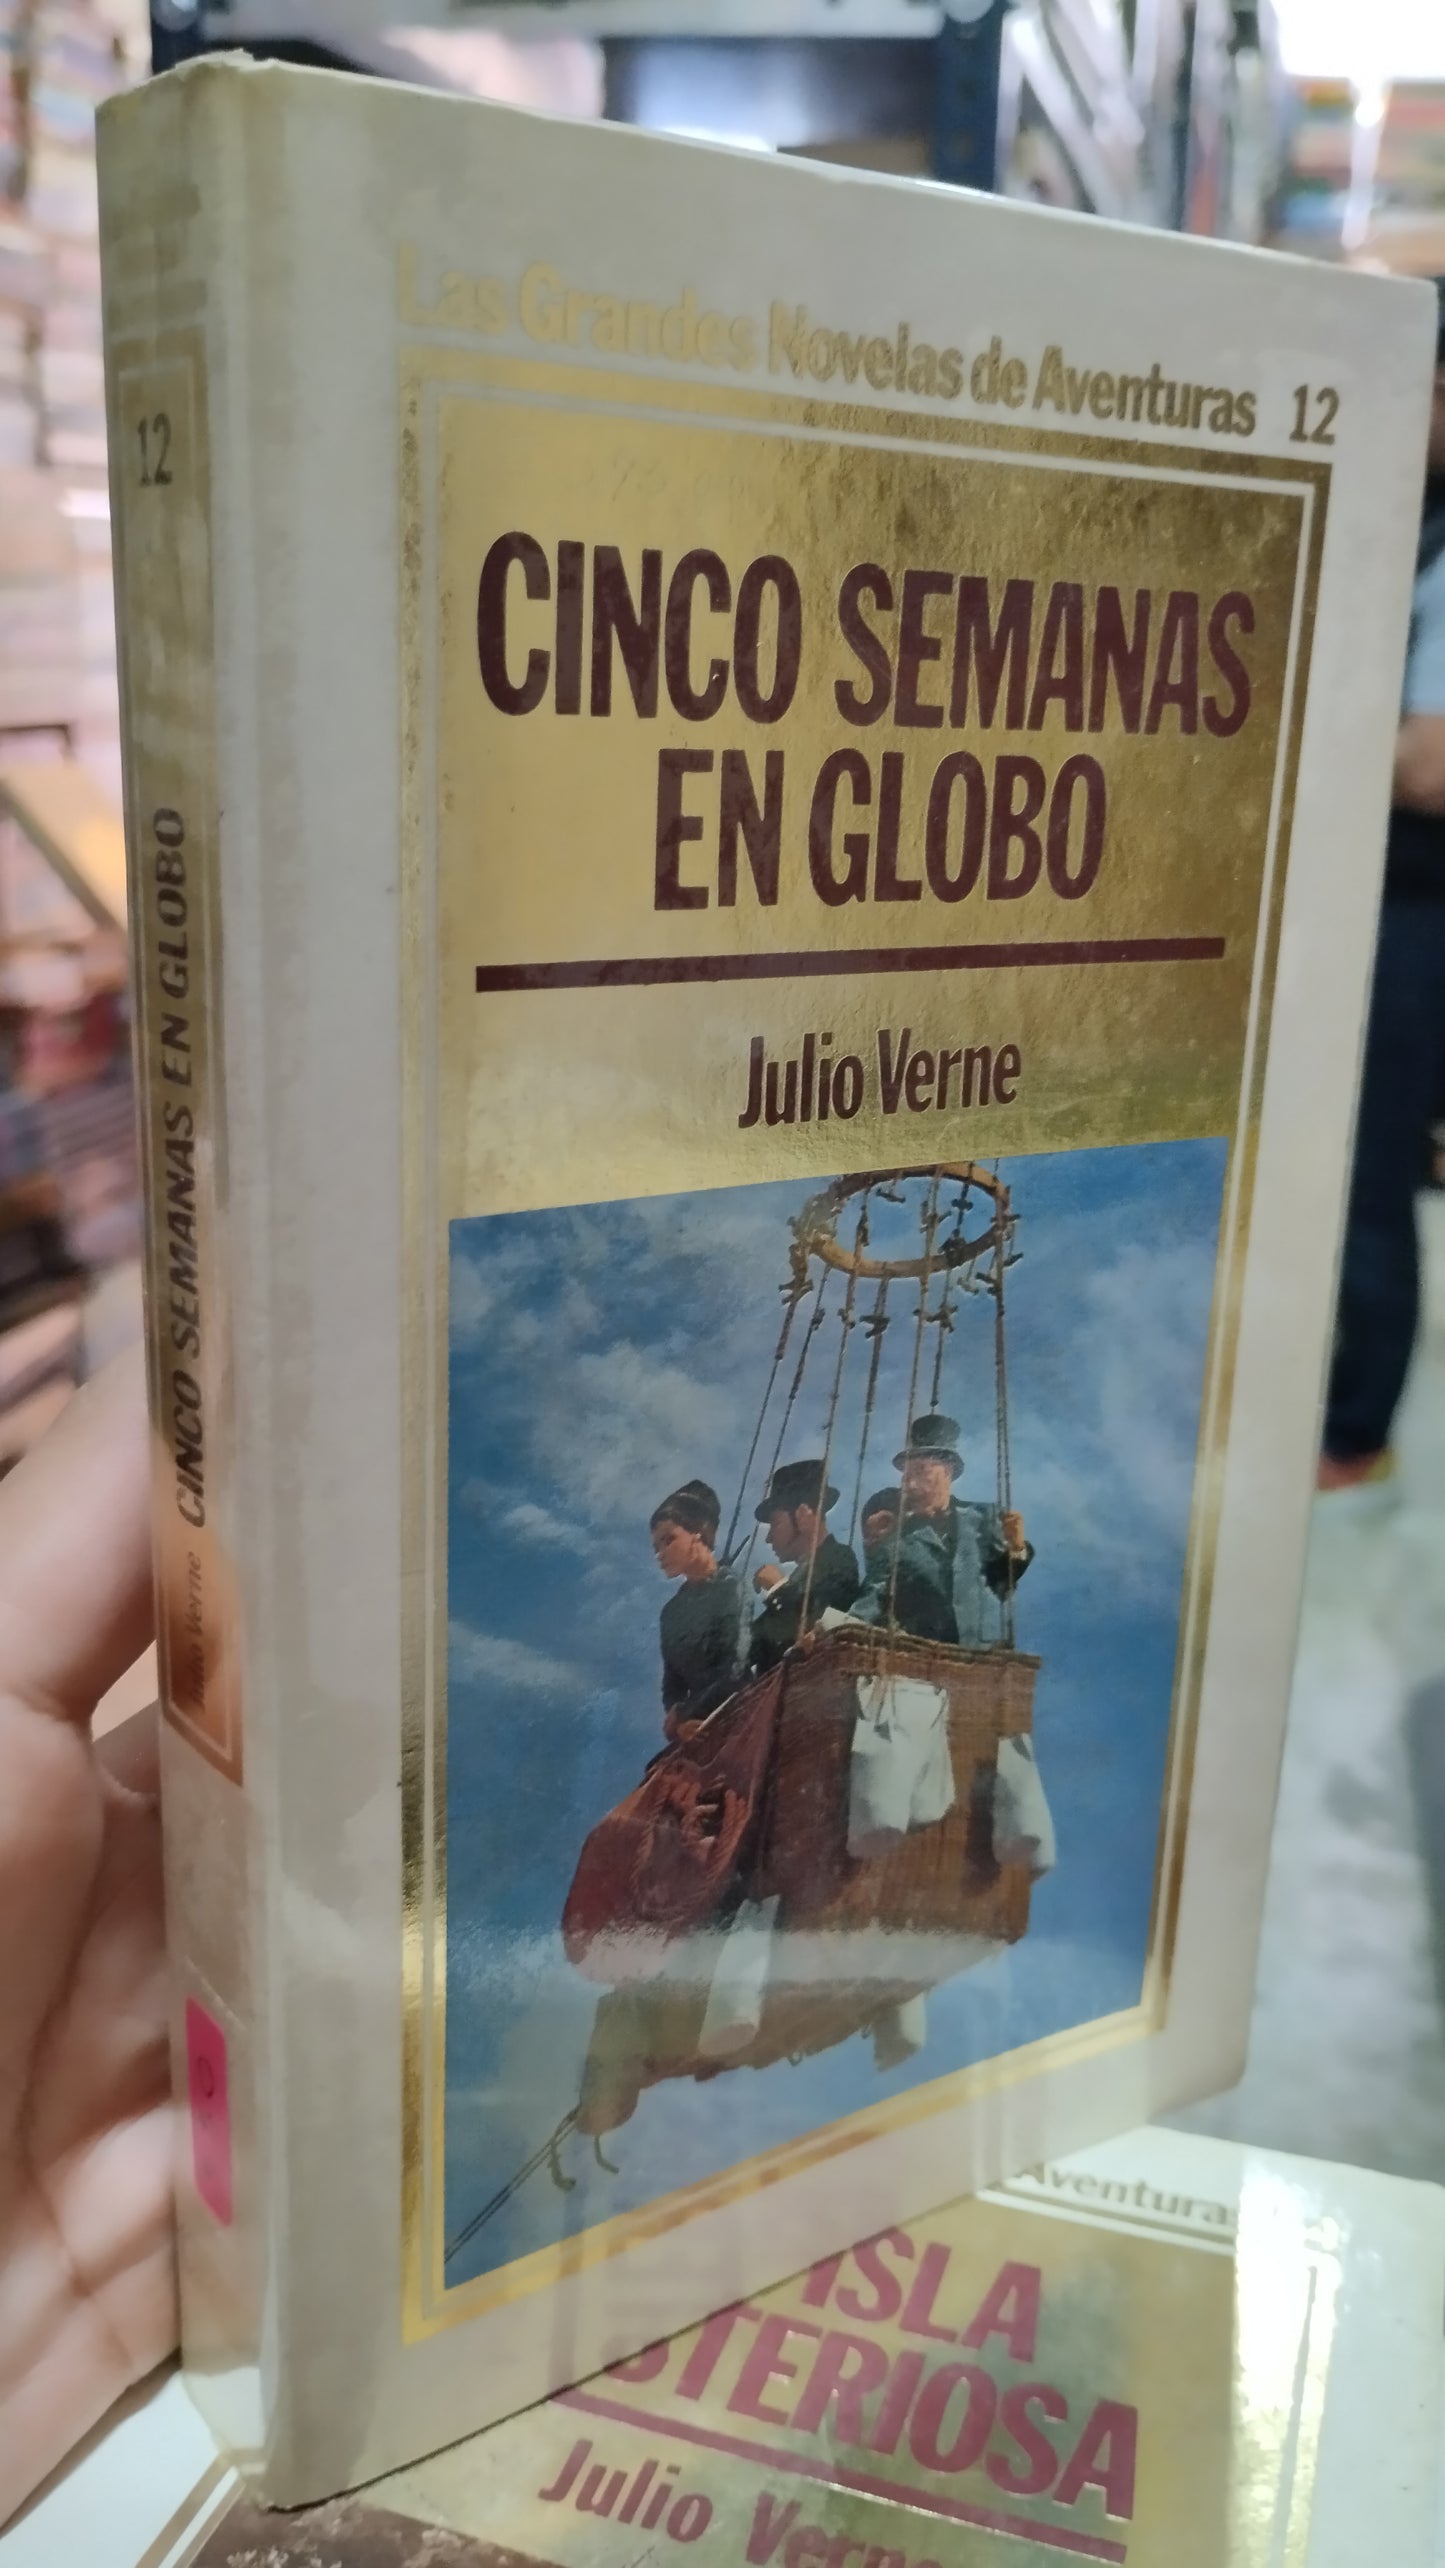 Las Grandes Novelas de Aventuras 12
CINCO SEMANAS
EN GLOBO
Julio Verne
12
Julio Verne CINCO SEMANAS EN GLOBO
Aventuras
ISLA
STERIOSA
Julio Verne